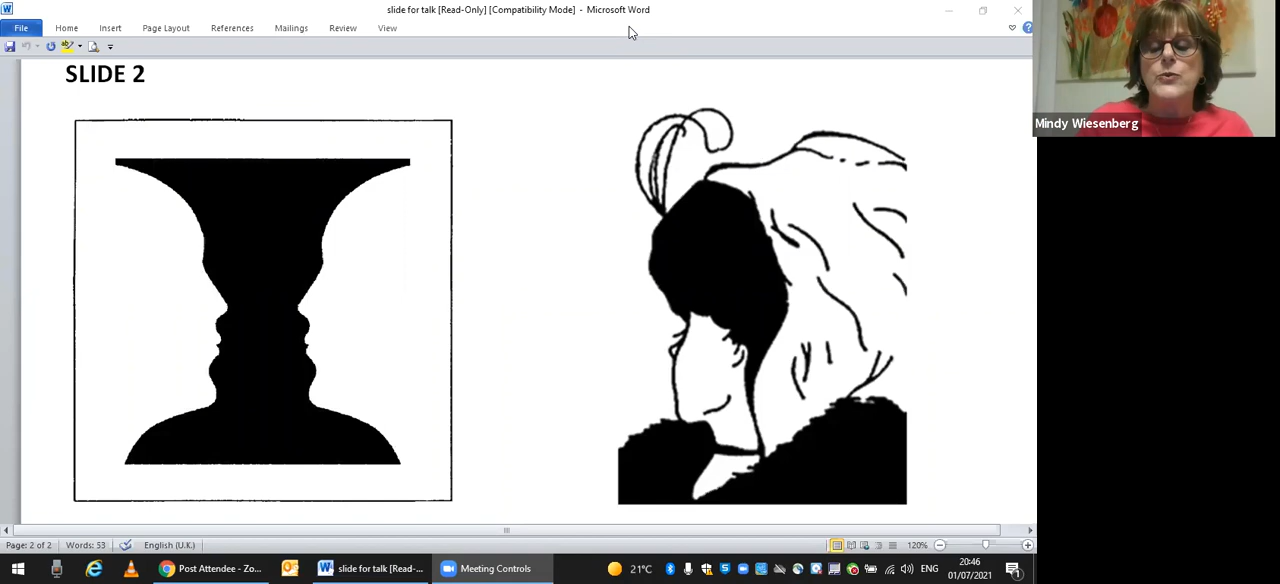 slide for talk [Read-Only] [Compatibility Mode] - Microsoft Word
File Home Insert Page Layout References Mailings Review View
SLIDE 2
Mindy Wiesenberg
Page: 2 of 2 Words: 53 English (U.K.) 120%
Post Attendee - Zo... slide for talk [Read-... Meeting Controls 21°C ENG 20:46
01/07/2021